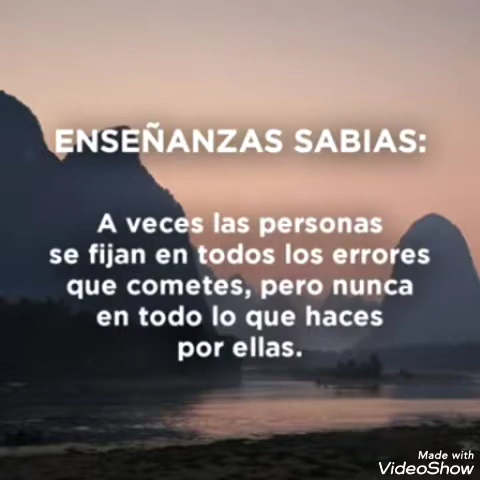 ENSEÑANZAS SABIAS:
A veces las personas
se fijan en todos los errores
que cometes, pero nunca
en todo lo que haces
por ellas.
Made with
VideoShow